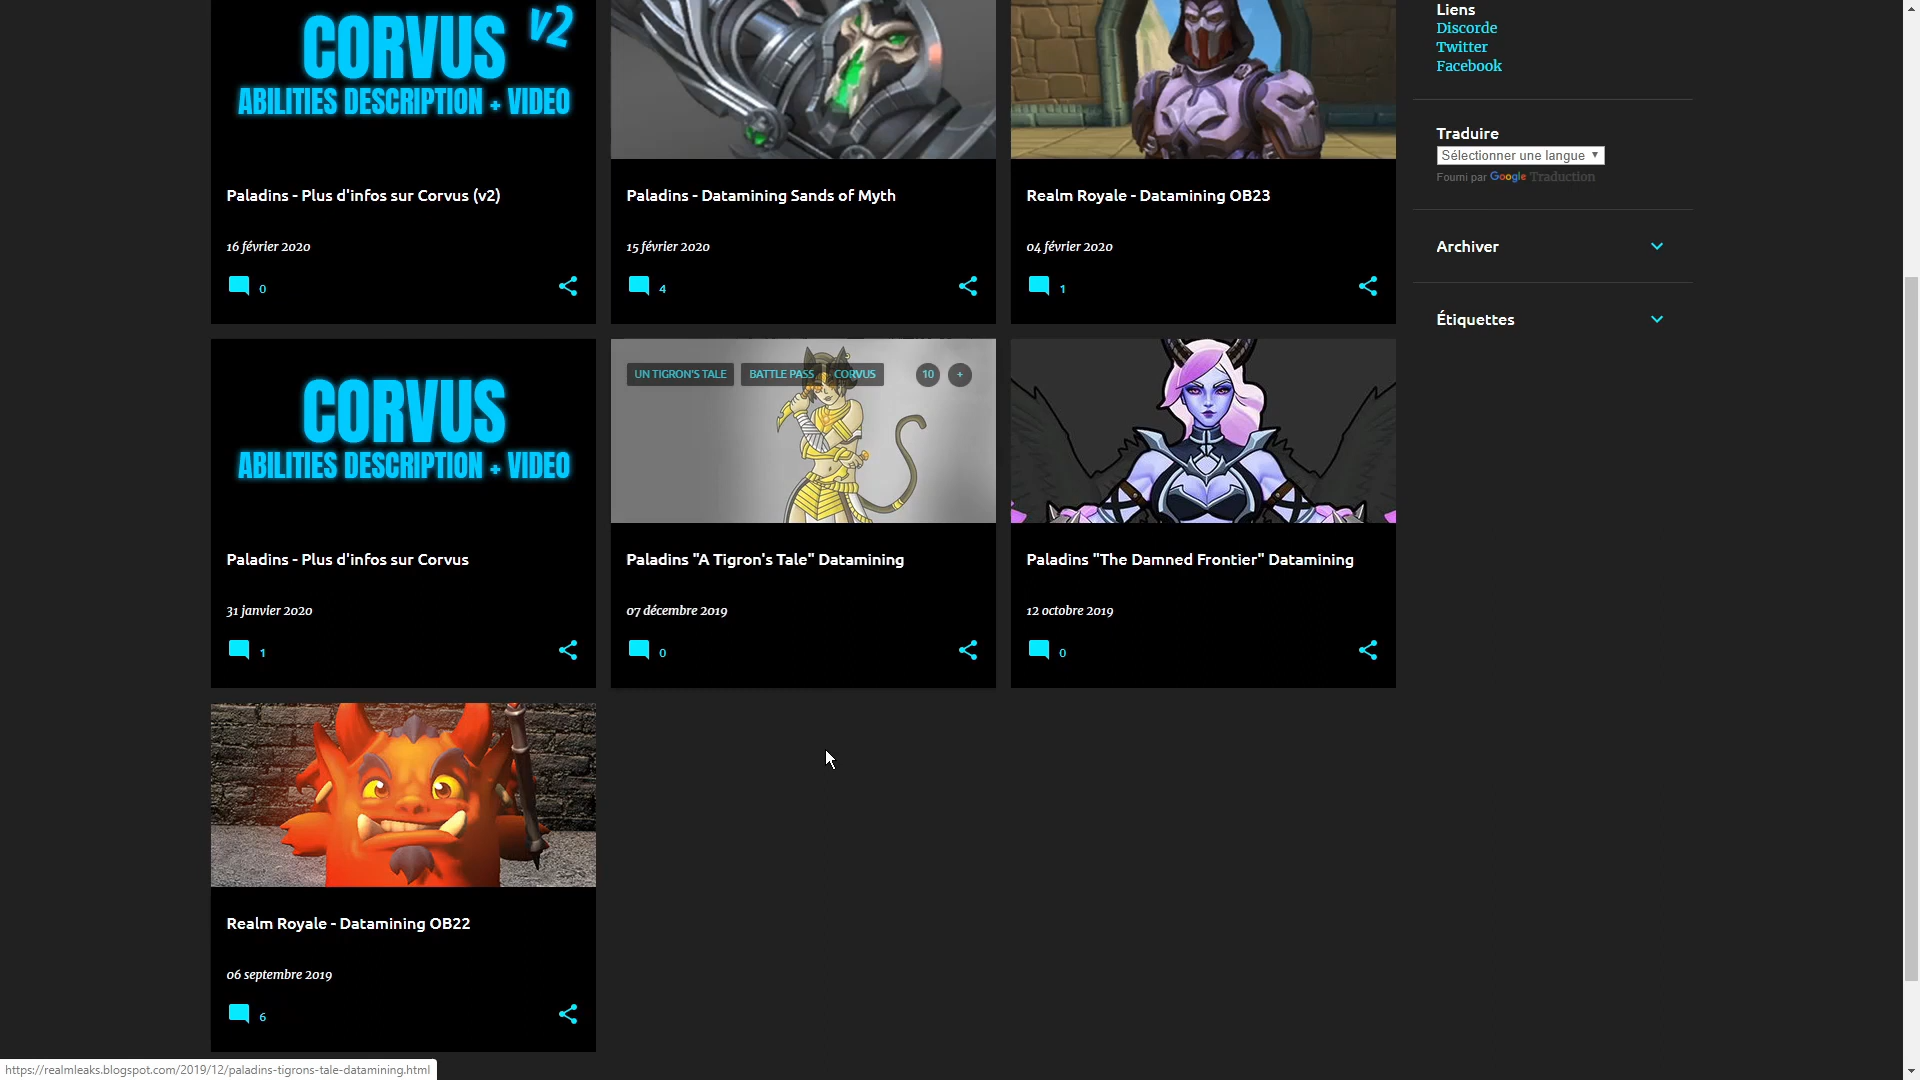 CORVUS v2
ABILITIES DESCRIPTION + VIDEO
Paladins - Plus d'infos sur Corvus (v2)
16 février 2020
0
Paladins - Datamining Sands of Myth
15 février 2020
4
Realm Royale - Datamining OB23
04 février 2020
1
CORVUS
ABILITIES DESCRIPTION + VIDEO
Paladins - Plus d'infos sur Corvus
31 janvier 2020
1
UN TIGRON'S TALE BATTLE PASS CORVUS 10 +
Paladins "A Tigron's Tale" Datamining
07 décembre 2019
0
Paladins "The Damned Frontier" Datamining
12 octobre 2019
0
Realm Royale - Datamining OB22
06 septembre 2019
6
Liens
Discorde
Twitter
Facebook
Traduire
Sélectionner une langue
Fourni par Google Traduction
Archiver
Étiquettes
https://realmleaks.blogspot.com/2019/12/paladins-tigrons-tale-datamining.html